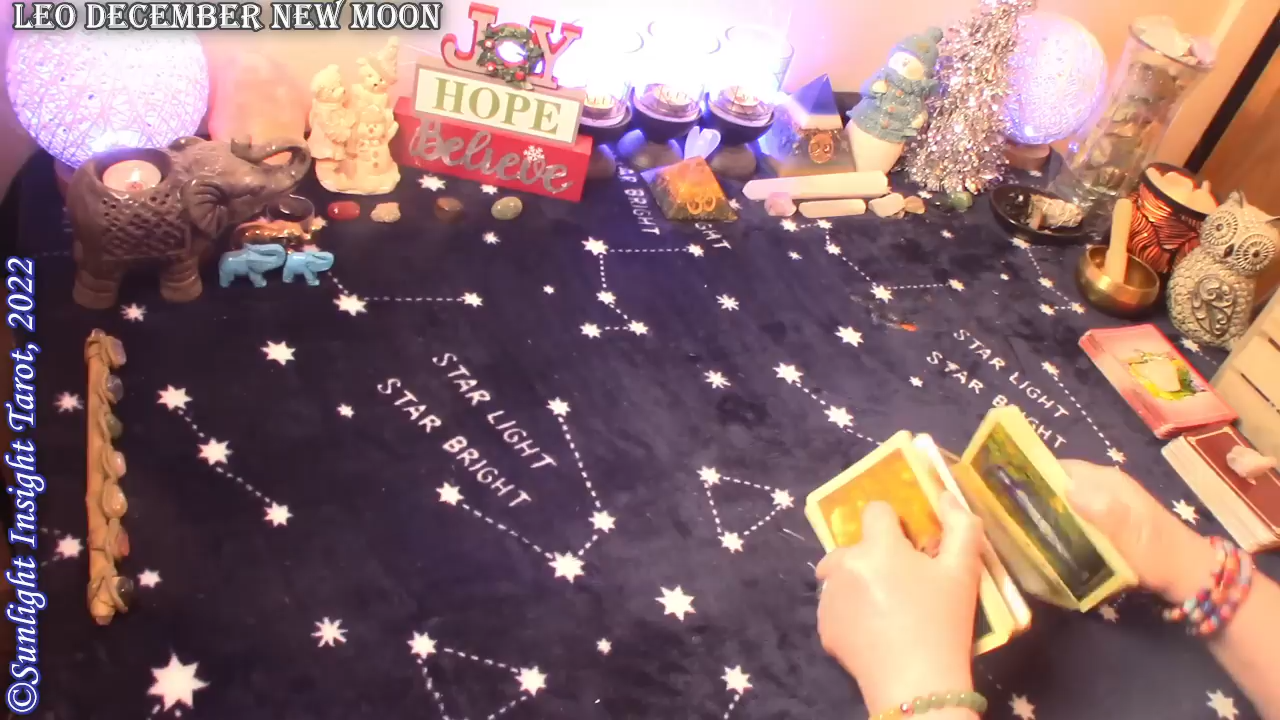 LEO DECEMBER NEW MOON
JOY
HOPE
Believe
BRIGHT
STAR LIGHT
STAR BRIGHT
STAR LIGHT
STAR BRIGHT
©Sunlight Insight Tarot, 2022